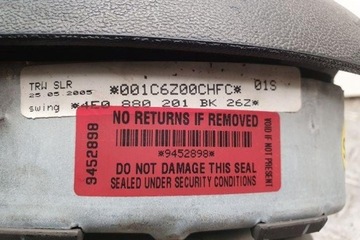 TRW SLR *001C6Z00CHFC* 01S
25 05 2005
swing *4E0 880 201 BK 26Z*
NO RETURNS IF REMOVED
9452898
*9452898*
VOID IF NOT PRESENT
DO NOT DAMAGE THIS SEAL
SEALED UNDER SECURITY CONDITIONS